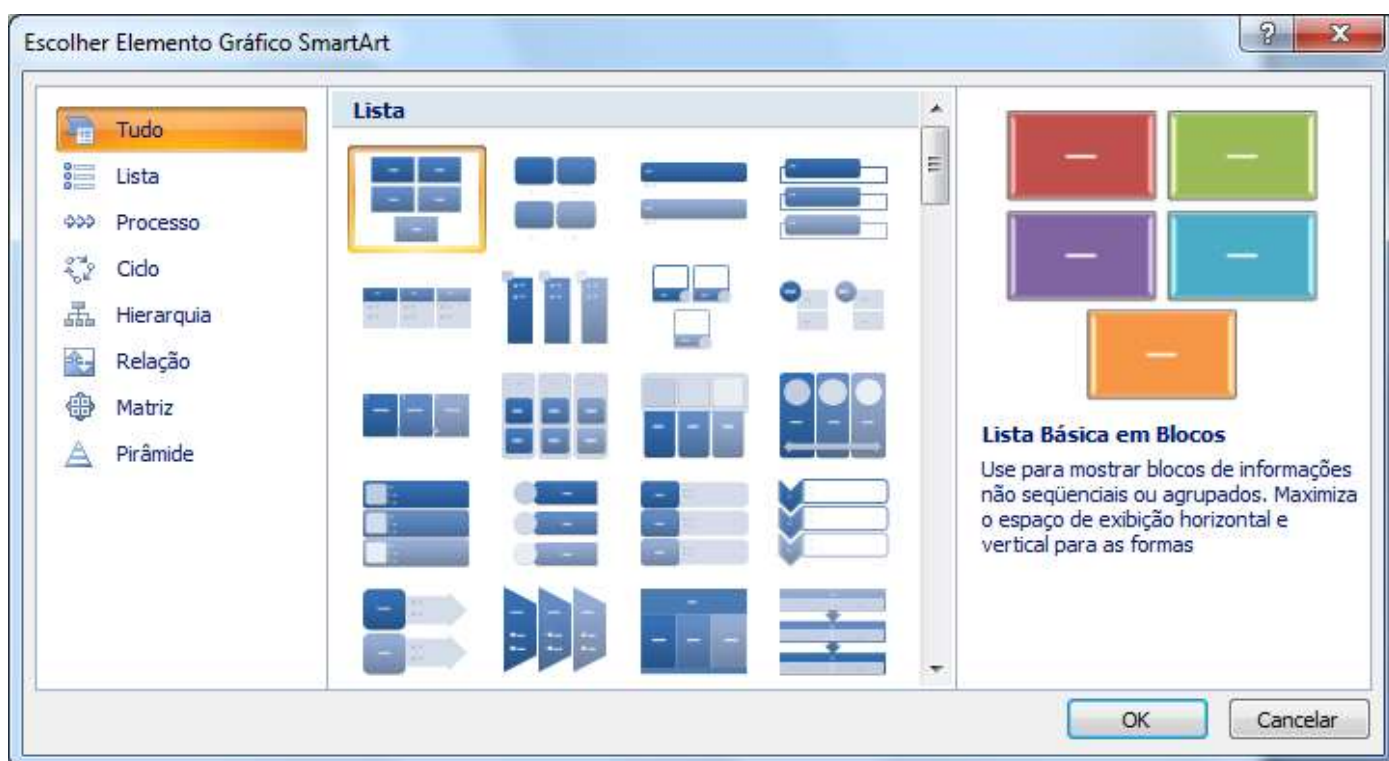 Escolher Elemento Gráfico SmartArt
Tudo
Lista
Processo
Ciclo
Hierarquia
Relação
Matriz
Pirâmide
Lista
Lista Básica em Blocos
Use para mostrar blocos de informações
não seqüenciais ou agrupados. Maximiza
o espaço de exibição horizontal e
vertical para as formas
OK
Cancelar